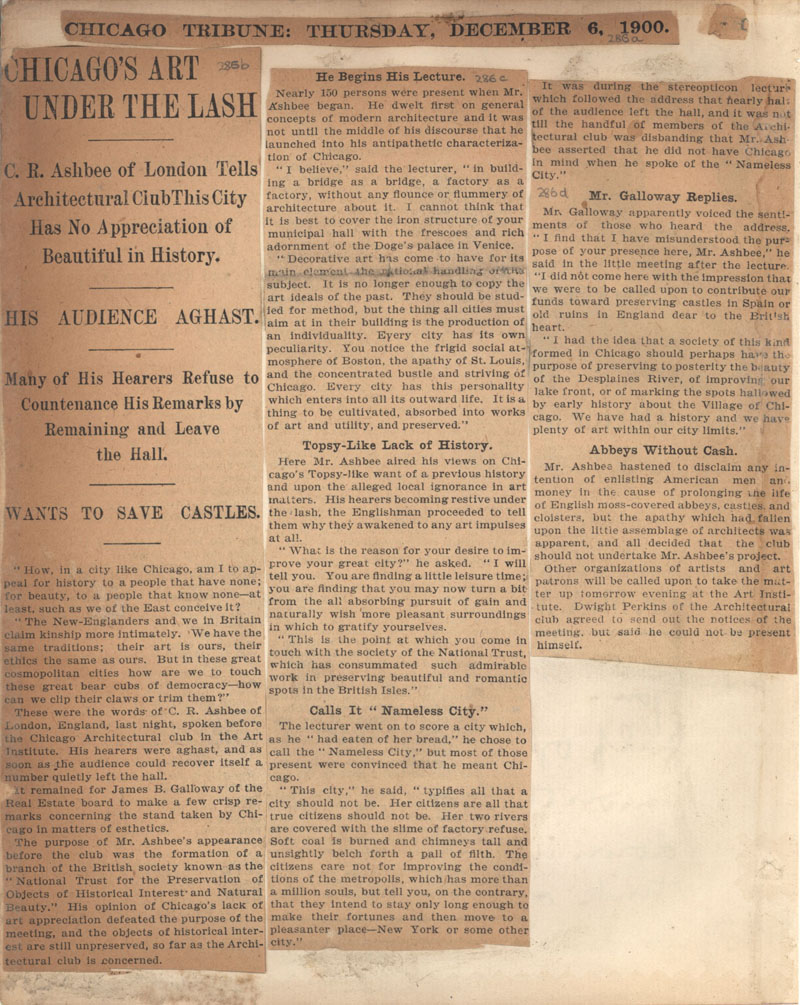 CHICAGO TRIBUNE: THURSDAY, DECEMBER 6, 1900.
286a
CHICAGO'S ART
286b
UNDER THE LASH
C. R. Ashbee of London Tells
Architectural Club This City
Has No Appreciation of
Beautiful in History.
HIS AUDIENCE AGHAST.
Many of His Hearers Refuse to
Countenance His Remarks by
Remaining and Leave
the Hall.
WANTS TO SAVE CASTLES.
"How, in a city like Chicago, am I to ap-
peal for history to a people that have none;
for beauty, to a people that know none—at
least, such as we of the East conceive it?
"The New-Englanders and we in Britain
claim kinship more intimately. We have the
same traditions; their art is ours, their
ethics the same as ours. But in these great
cosmopolitan cities how are we to touch
these great bear cubs of democracy—how
can we clip their claws or trim them?"
These were the words of C. R. Ashbee of
London, England, last night, spoken before
the Chicago Architectural club in the Art
Institute. His hearers were aghast, and as
soon as the audience could recover itself a
number quietly left the hall.
It remained for James B. Galloway of the
Real Estate board to make a few crisp re-
marks concerning the stand taken by Chi-
cago in matters of esthetics.
The purpose of Mr. Ashbee's appearance
before the club was the formation of a
branch of the British society known as the
"National Trust for the Preservation of
Objects of Historical Interest and Natural
Beauty." His opinion of Chicago's lack of
art appreciation defeated the purpose of the
meeting, and the objects of historical inter-
est are still unpreserved, so far as the Archi-
tectural club is concerned.
He Begins His Lecture. 286c
Nearly 150 persons were present when Mr.
Ashbee began. He dwelt first on general
concepts of modern architecture and it was
not until the middle of his discourse that he
launched into his antipathetic characteriza-
tion of Chicago.
"I believe," said the lecturer, "in build-
ing a bridge as a bridge, a factory as a
factory, without any flounce or flummery of
architecture about it. I cannot think that
it is best to cover the iron structure of your
municipal hall with the frescoes and rich
adornment of the Doge's palace in Venice.
"Decorative art has come to have for its
main element the rational handling of its
subject. It is no longer enough to copy the
art ideals of the past. They should be stud-
ied for method, but the thing all cities must
aim at in their building is the production of
an individuality. Every city has its own
peculiarity. You notice the frigid social at-
mosphere of Boston, the apathy of St. Louis,
and the concentrated bustle and striving of
Chicago. Every city has this personality
which enters into all its outward life. It is a
thing to be cultivated, absorbed into works
of art and utility, and preserved."
Topsy-Like Lack of History.
Here Mr. Ashbee aired his views on Chi-
cago's Topsy-like want of a previous history
and upon the alleged local ignorance in art
matters. His hearers becoming restive under
the lash, the Englishman proceeded to tell
them why they awakened to any art impulses
at all.
"What is the reason for your desire to im-
prove your great city?" he asked. "I will
tell you. You are finding a little leisure time;
you are finding that you may now turn a bit
from the all absorbing pursuit of gain and
naturally wish more pleasant surroundings
in which to gratify yourselves.
"This is the point at which you come in
touch with the society of the National Trust,
which has consummated such admirable
work in preserving beautiful and romantic
spots in the British Isles."
Calls It "Nameless City."
The lecturer went on to score a city which,
as he "had eaten of her bread," he chose to
call the "Nameless City," but most of those
present were convinced that he meant Chi-
cago.
"This city," he said, "typifies all that a
city should not be. Her citizens are all that
true citizens should not be. Her two rivers
are covered with the slime of factory refuse.
Soft coal is burned and chimneys tall and
unsightly belch forth a pall of filth. The
citizens care not for improving the condi-
tions of the metropolis, which has more than
a million souls, but tell you, on the contrary,
that they intend to stay only long enough to
make their fortunes and then move to a
pleasanter place—New York or some other
city."
It was during the stereopticon lecture
which followed the address that nearly half
of the audience left the hall, and it was not
till the handful of members of the Archi-
tectural club was disbanding that Mr. Ash-
bee asserted that he did not have Chicago
in mind when he spoke of the "Nameless
City."
286d Mr. Galloway Replies.
Mr. Galloway apparently voiced the senti-
ments of those who heard the address.
"I find that I have misunderstood the pur-
pose of your presence here, Mr. Ashbee," he
said in the little meeting after the lecture.
"I did not come here with the impression that
we were to be called upon to contribute our
funds toward preserving castles in Spain or
old ruins in England dear to the British
heart.
"I had the idea that a society of this kind
formed in Chicago should perhaps have the
purpose of preserving to posterity the beauty
of the Desplaines River, of improving our
lake front, or of marking the spots hallowed
by early history about the Village of Chi-
cago. We have had a history and we have
plenty of art within our city limits."
Abbeys Without Cash.
Mr. Ashbee hastened to disclaim any in-
tention of enlisting American men and
money in the cause of prolonging the life
of English moss-covered abbeys, castles, and
cloisters, but the apathy which had fallen
upon the little assemblage of architects was
apparent, and all decided that the club
should not undertake Mr. Ashbee's project.
Other organizations of artists and art
patrons will be called upon to take the mat-
ter up tomorrow evening at the Art Insti-
tute. Dwight Perkins of the Architectural
club agreed to send out the notices of the
meeting, but said he could not be present
himself.